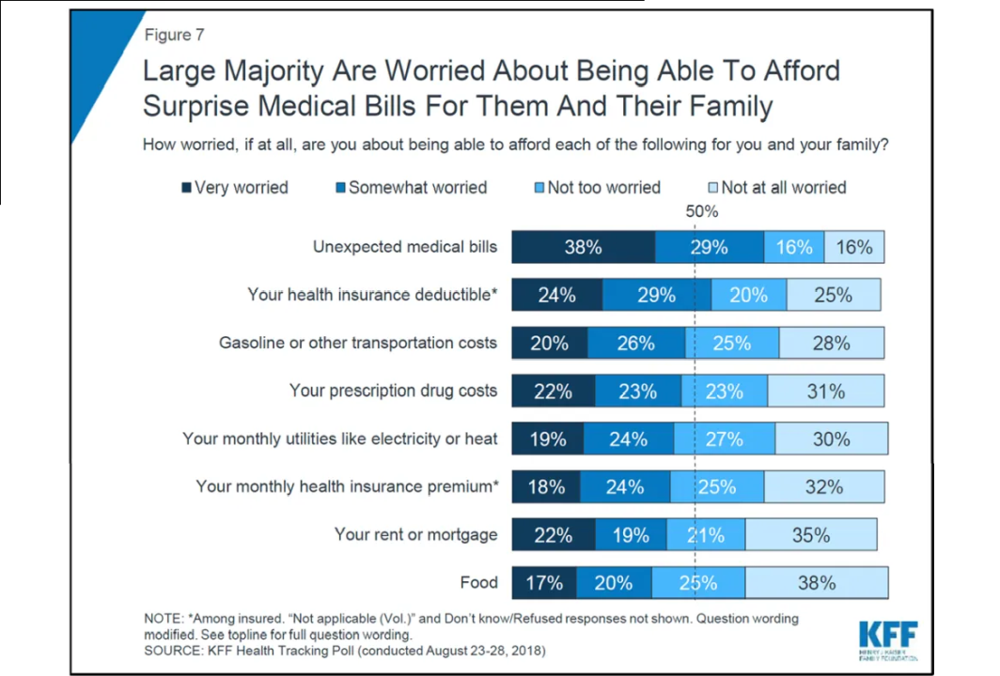 Figure 7
Large Majority Are Worried About Being Able To Afford
Surprise Medical Bills For Them And Their Family
How worried, if at all, are you about being able to afford each of the following for you and your family?
Very worried Somewhat worried Not too worried Not at all worried
50%
Unexpected medical bills 38% 29% 16% 16%
Your health insurance deductible* 24% 29% 20% 25%
Gasoline or other transportation costs 20% 26% 25% 28%
Your prescription drug costs 22% 23% 23% 31%
Your monthly utilities like electricity or heat 19% 24% 27% 30%
Your monthly health insurance premium* 18% 24% 25% 32%
Your rent or mortgage 22% 19% 21% 35%
Food 17% 20% 25% 38%
NOTE: *Among insured. “Not applicable (Vol.)” and Don’t know/Refused responses not shown. Question wording
modified. See topline for full question wording.
SOURCE: KFF Health Tracking Poll (conducted August 23-28, 2018)
KFF
HENRY J KAISER
FAMILY FOUNDATION